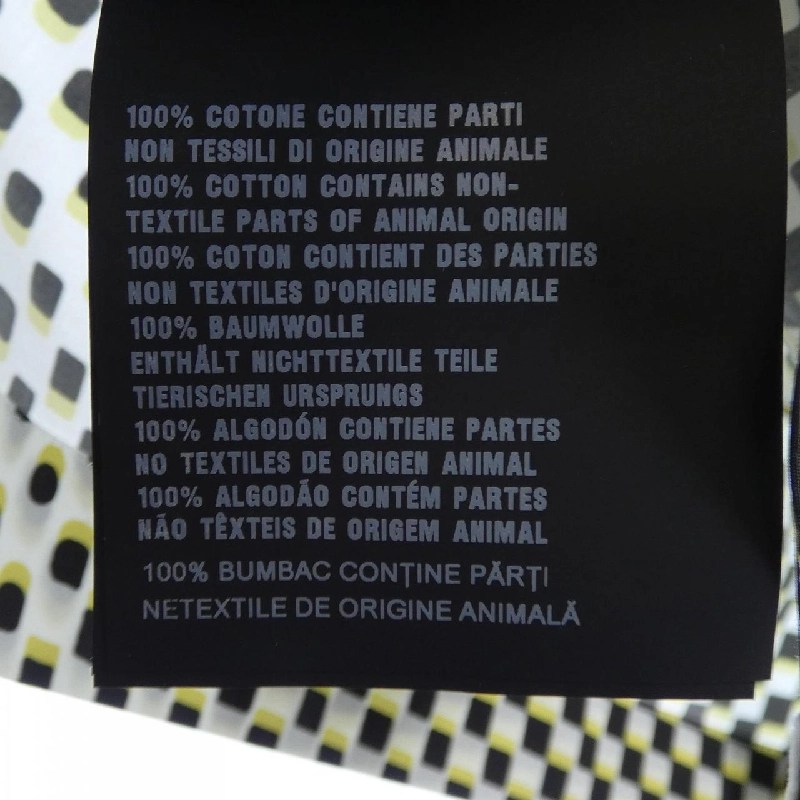 100% COTONE CONTIENE PARTI
NON TESSILI DI ORIGINE ANIMALE
100% COTTON CONTAINS NON-
TEXTILE PARTS OF ANIMAL ORIGIN
100% COTON CONTIENT DES PARTIES
NON TEXTILES D'ORIGINE ANIMALE
100% BAUMWOLLE
ENTHÄLT NICHTTEXTILE TEILE
TIERISCHEN URSPRUNGS
100% ALGODÓN CONTIENE PARTES
NO TEXTILES DE ORIGEN ANIMAL
100% ALGODÃO CONTÉM PARTES
NÃO TÊXTEIS DE ORIGEM ANIMAL
100% BUMBAC CONȚINE PĂRȚI
NETEXTILE DE ORIGINE ANIMALĂ